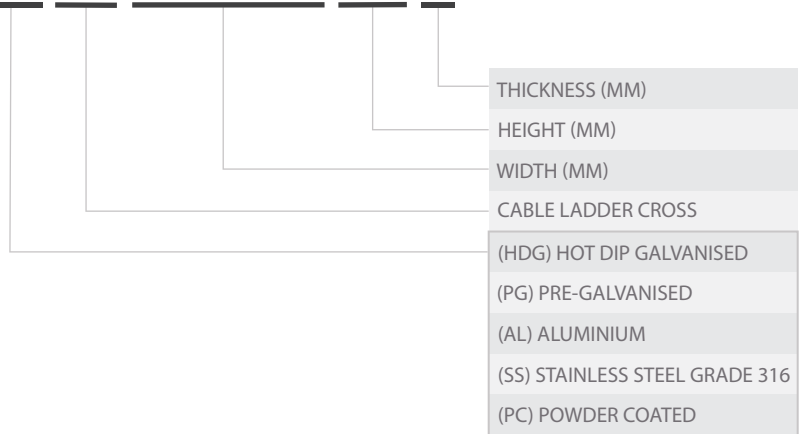 THICKNESS (MM)
HEIGHT (MM)
WIDTH (MM)
CABLE LADDER CROSS
(HDG) HOT DIP GALVANISED
(PG) PRE-GALVANISED
(AL) ALUMINIUM
(SS) STAINLESS STEEL GRADE 316
(PC) POWDER COATED